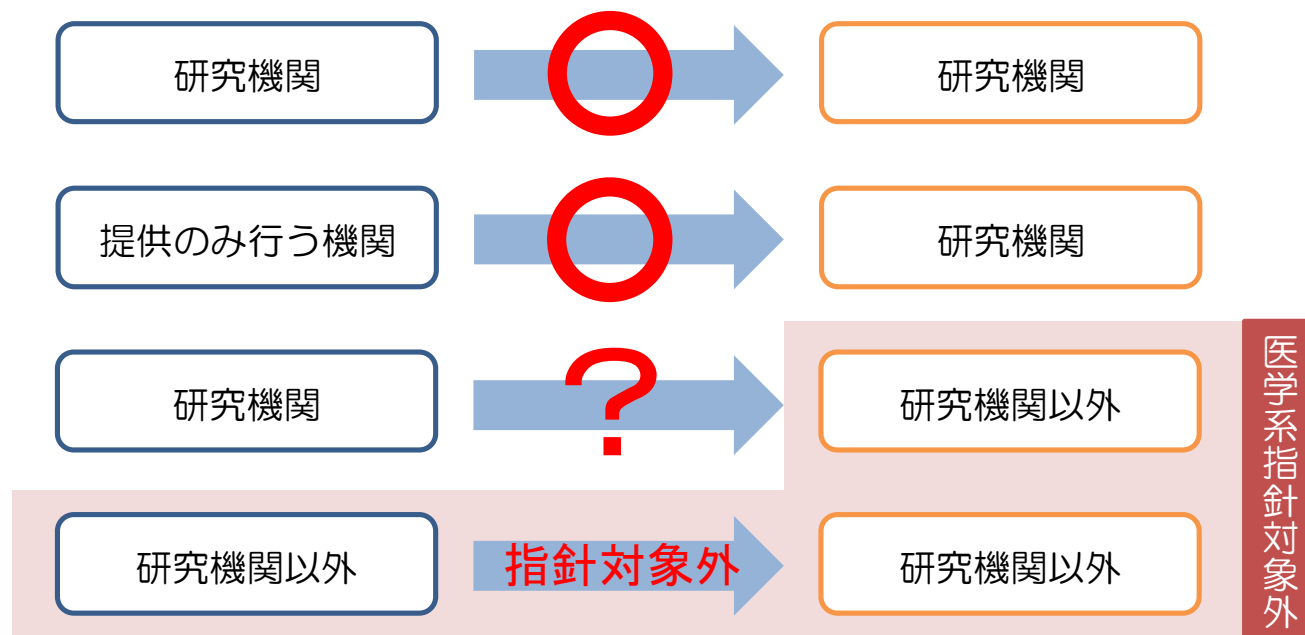 研究機関
研究機関
提供のみ行う機関
研究機関
研究機関
?
研究機関以外
研究機関以外
指針対象外
研究機関以外
医学系指針対象外